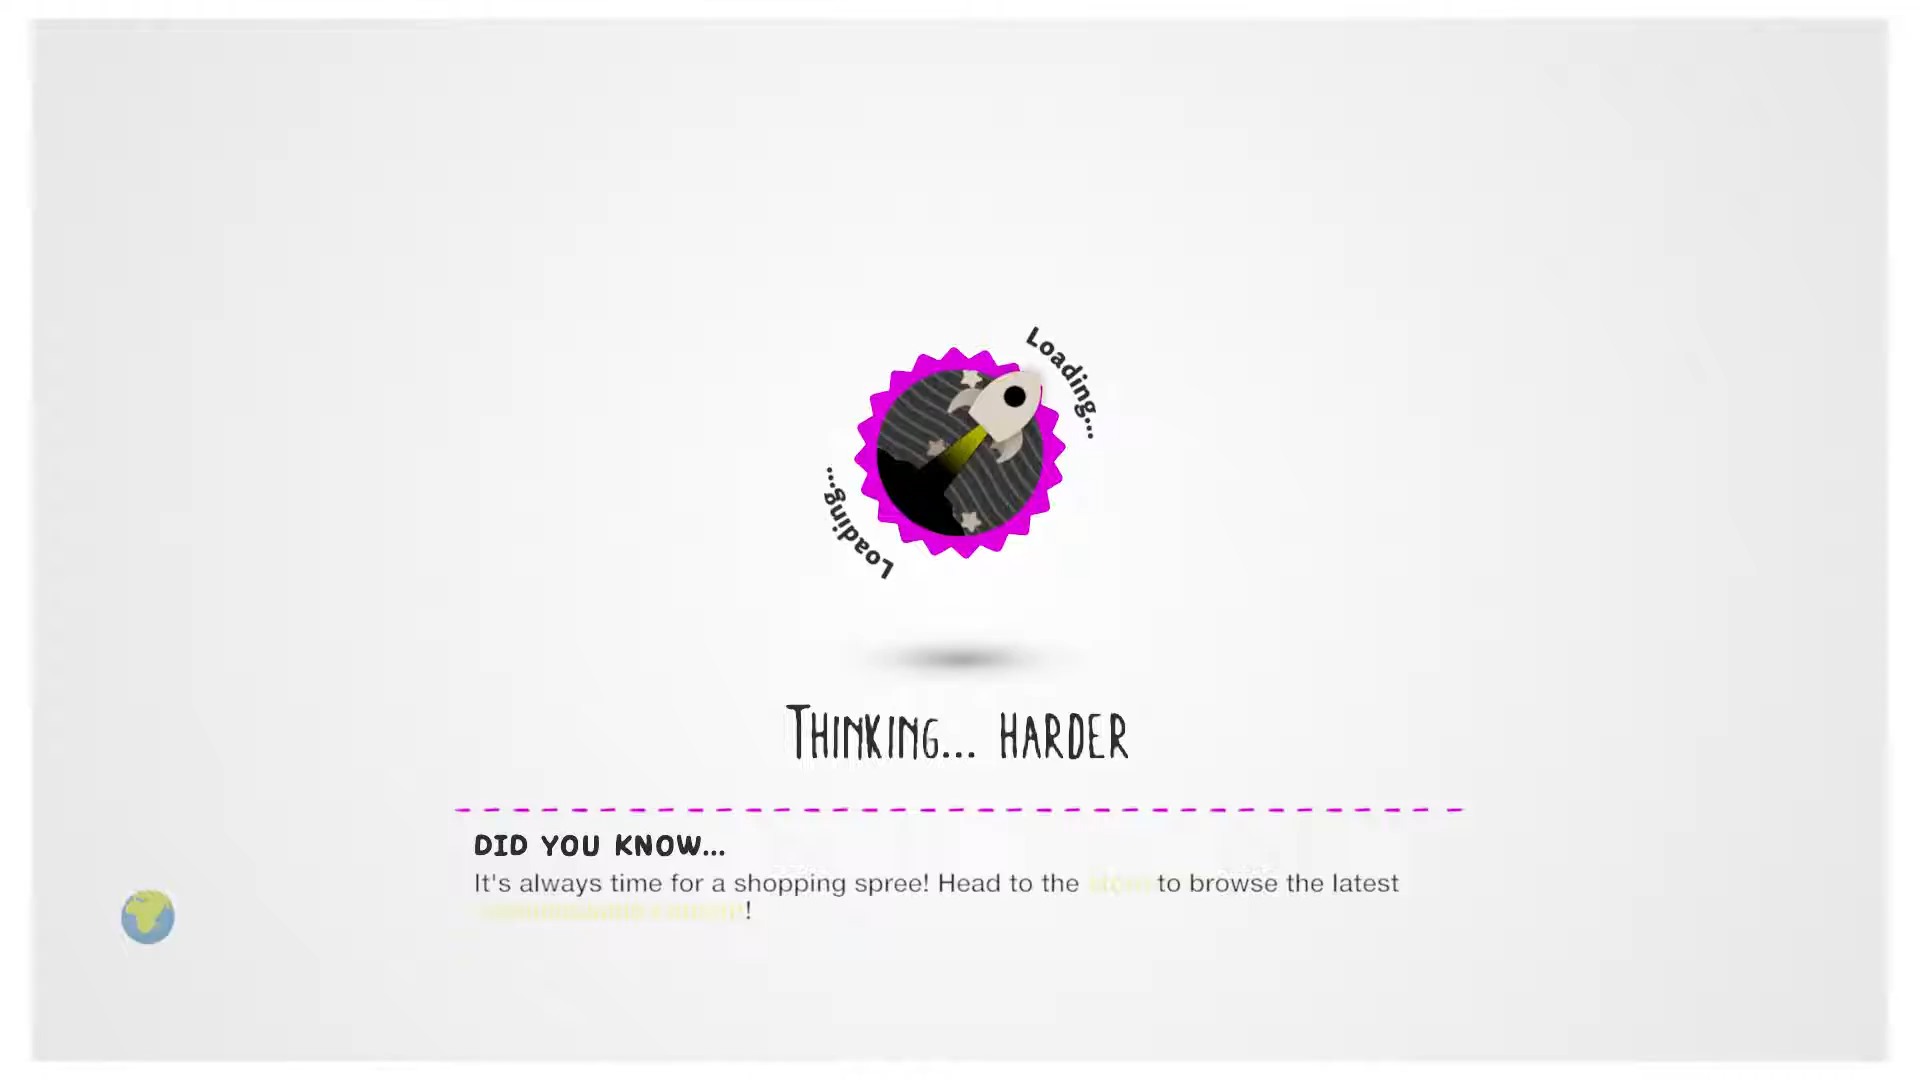 Loading...
Loading...
THINKING... HARDER
DID YOU KNOW...
It's always time for a shopping spree! Head to the store to browse the latest
!